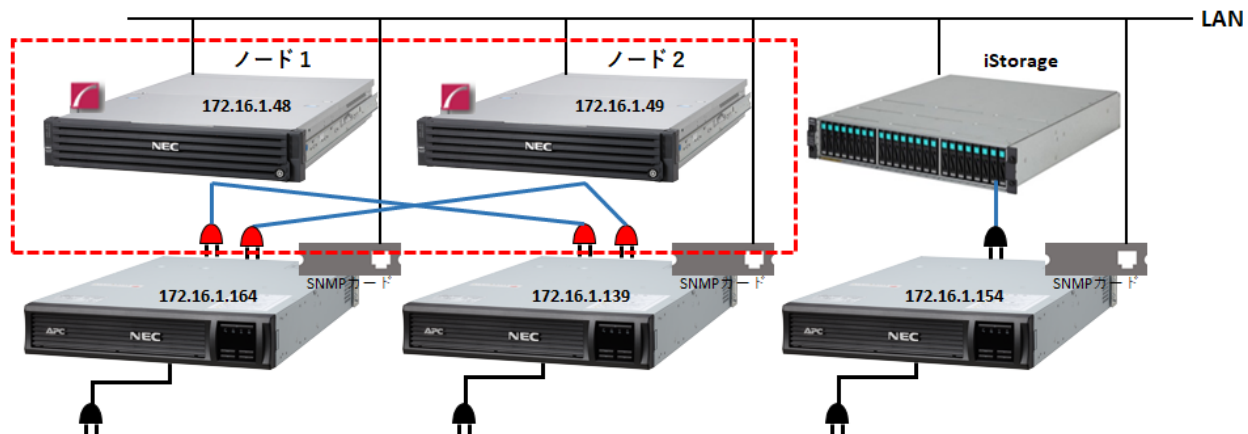 LAN
ノード 1
ノード 2
iStorage
172.16.1.48
172.16.1.49
NEC
NEC
SNMPカード
SNMPカード
SNMPカード
172.16.1.164
172.16.1.139
172.16.1.154
APC
NEC
APC
NEC
APC
NEC